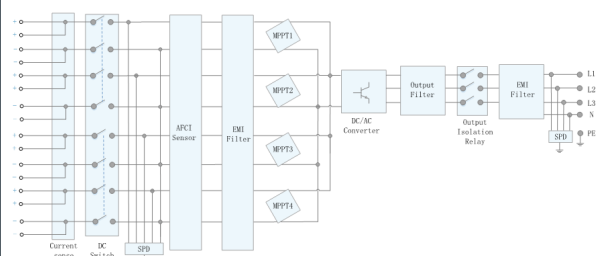 MPPT1
MPPT2
MPPT3
MPPT4
AFCI
Sensor
EMI
Filter
DC/AC
Converter
Output
Filter
Output
Isolation
Relay
EMI
Filter
L1
L2
L3
N
PE
SPD
SPD
Current
sense
DC
Switch